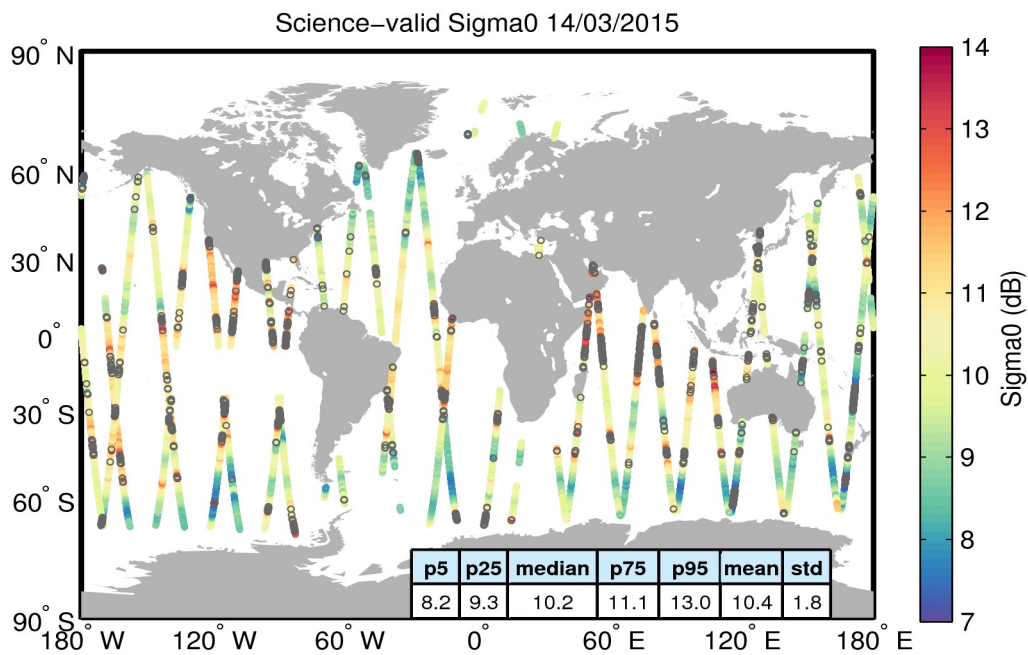 Science−valid Sigma0 14/03/2015
90° N
60° N
30° N
0°
30° S
60° S
90° S
180° W
120° W
60° W
0°
60° E
120° E
180° E
p5 p25 median p75 p95 mean std
8.2 9.3 10.2 11.1 13.0 10.4 1.8
14
13
12
11
10
9
8
7
Sigma0 (dB)